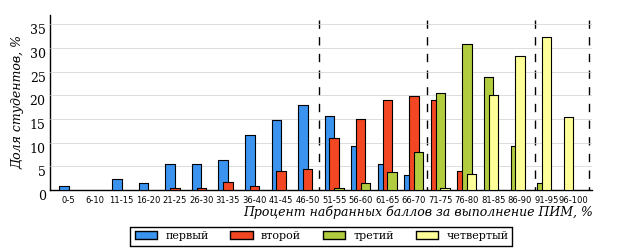 Доля студентов, %
35
30
25
20
15
10
5
0
0-5 6-10 11-15 16-20 21-25 26-30 31-35 36-40 41-45 46-50 51-55 56-60 61-65 66-70 71-75 76-80 81-85 86-90 91-95 96-100
Процент набранных баллов за выполнение ПИМ, %
первый второй третий четвертый